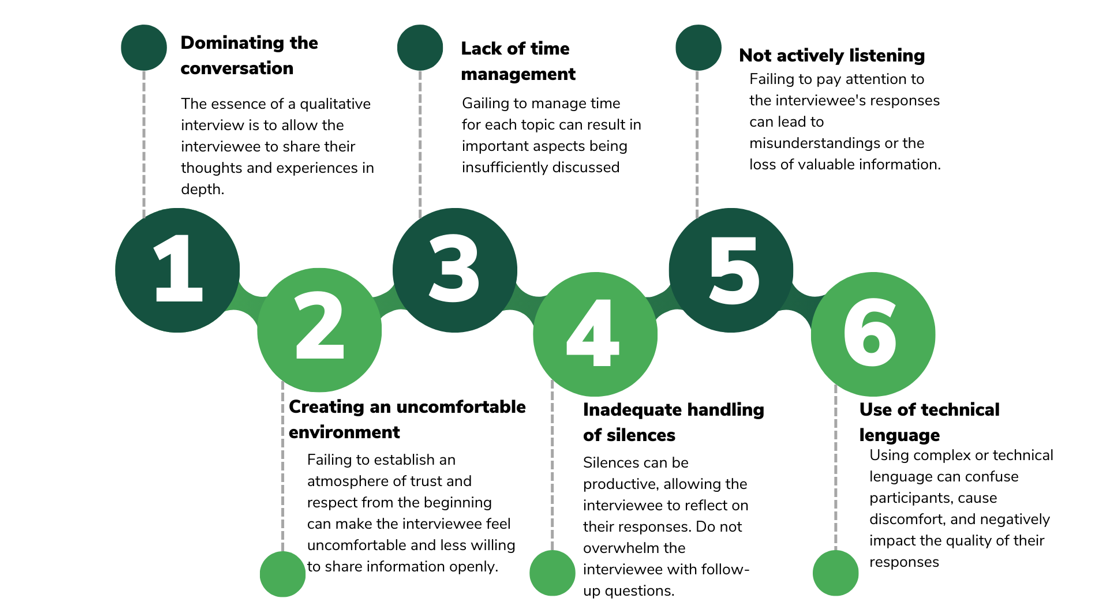 Dominating the
conversation
The essence of a qualitative
interview is to allow the
interviewee to share their
thoughts and experiences in
depth.
1
2
Creating an uncomfortable
environment
Failing to establish an
atmosphere of trust and
respect from the beginning
can make the interviewee feel
uncomfortable and less willing
to share information openly.
Lack of time
management
Gailing to manage time
for each topic can result in
important aspects being
insufficiently discussed
3
4
Inadequate handling
of silences
Silences can be
productive, allowing the
interviewee to reflect on
their responses. Do not
overwhelm the
interviewee with follow-
up questions.
Not actively listening
Failing to pay attention to
the interviewee's responses
can lead to
misunderstandings or the
loss of valuable information.
5
6
Use of technical
lenguage
Using complex or technical
lenguage can confuse
participants, cause
discomfort, and negatively
impact the quality of their
responses